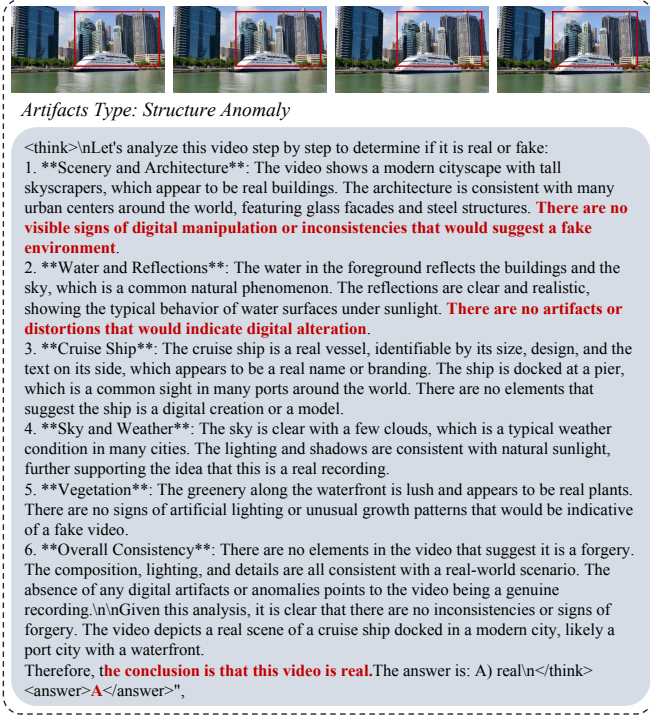 Artifacts Type: Structure Anomaly
<think>\nLet's analyze this video step by step to determine if it is real or fake:
1. **Scenery and Architecture**: The video shows a modern cityscape with tall
skyscrapers, which appear to be real buildings. The architecture is consistent with many
urban centers around the world, featuring glass facades and steel structures. There are no
visible signs of digital manipulation or inconsistencies that would suggest a fake
environment.
2. **Water and Reflections**: The water in the foreground reflects the buildings and the
sky, which is a common natural phenomenon. The reflections are clear and realistic,
showing the typical behavior of water surfaces under sunlight. There are no artifacts or
distortions that would indicate digital alteration.
3. **Cruise Ship**: The cruise ship is a real vessel, identifiable by its size, design, and the
text on its side, which appears to be a real name or branding. The ship is docked at a pier,
which is a common sight in many ports around the world. There are no elements that
suggest the ship is a digital creation or a model.
4. **Sky and Weather**: The sky is clear with a few clouds, which is a typical weather
condition in many cities. The lighting and shadows are consistent with natural sunlight,
further supporting the idea that this is a real recording.
5. **Vegetation**: The greenery along the waterfront is lush and appears to be real plants.
There are no signs of artificial lighting or unusual growth patterns that would be indicative
of a fake video.
6. **Overall Consistency**: There are no elements in the video that suggest it is a forgery.
The composition, lighting, and details are all consistent with a real-world scenario. The
absence of any digital artifacts or anomalies points to the video being a genuine
recording.\n\nGiven this analysis, it is clear that there are no inconsistencies or signs of
forgery. The video depicts a real scene of a cruise ship docked in a modern city, likely a
port city with a waterfront.
Therefore, the conclusion is that this video is real.The answer is: A) real\n</think>
<answer>A</answer>",